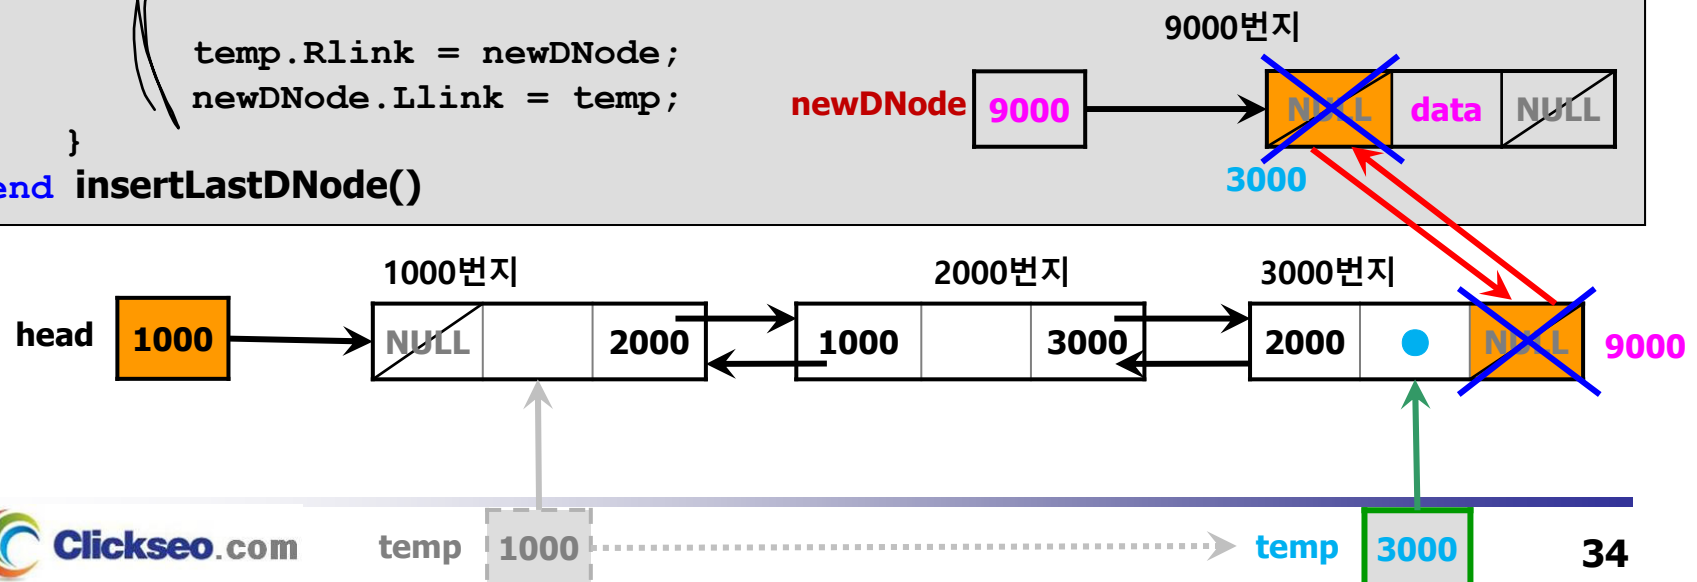 temp.Rlink = newDNode;
newDNode.Llink = temp;
}
end insertLastDNode()
9000번지
newDNode 9000 NULL data NULL
3000
1000번지 2000번지 3000번지
head 1000 NULL 2000 1000 3000 2000 NULL 9000
Clickseo.com temp 1000 temp 3000 34